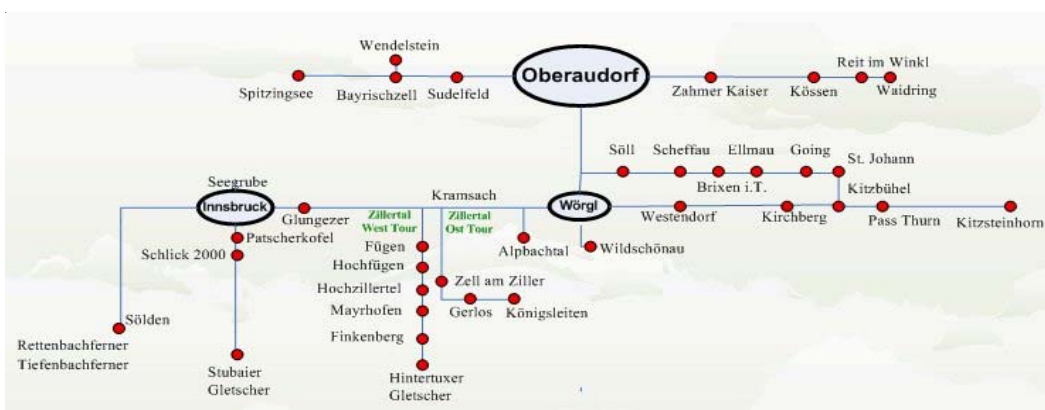 Wendelstein
Oberaudorf
Reit im Winkl
Spitzingsee
Bayrischzell
Sudelfeld
Zahmer Kaiser
Kössen
Waidring
Söll
Scheffau
Ellmau
Going
St. Johann
Brixen i.T.
Seegrube
Kramsach
Kitzbühel
Innsbruck
Wörgl
Glungezer
Zillertal
West Tour
Zillertal
Ost Tour
Westendorf
Kirchberg
Pass Thurn
Kitzsteinhorn
Patscherkofel
Fügen
Alpbachtal
Wildschönau
Schlick 2000
Hochfügen
Zell am Ziller
Hochzillertel
Mayrhofen
Gerlos
Königsleiten
Sölden
Finkenberg
Rettenbachferner
Tiefenbachferner
Stubaier
Gletscher
Hintertuxer
Gletscher